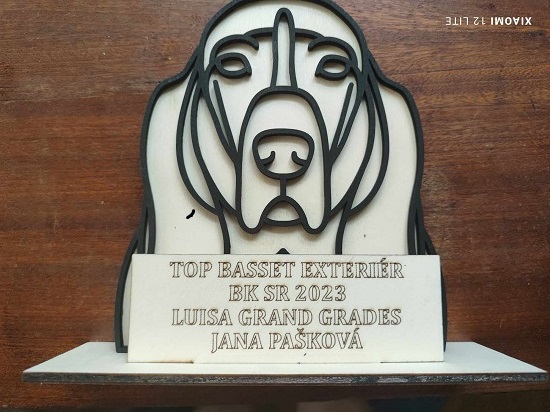 XIAOMI 12 LITE
TOP BASSET EXTERIÉR
BK SR 2023
LUISA GRAND GRADES
JANA PAŠKOVÁ